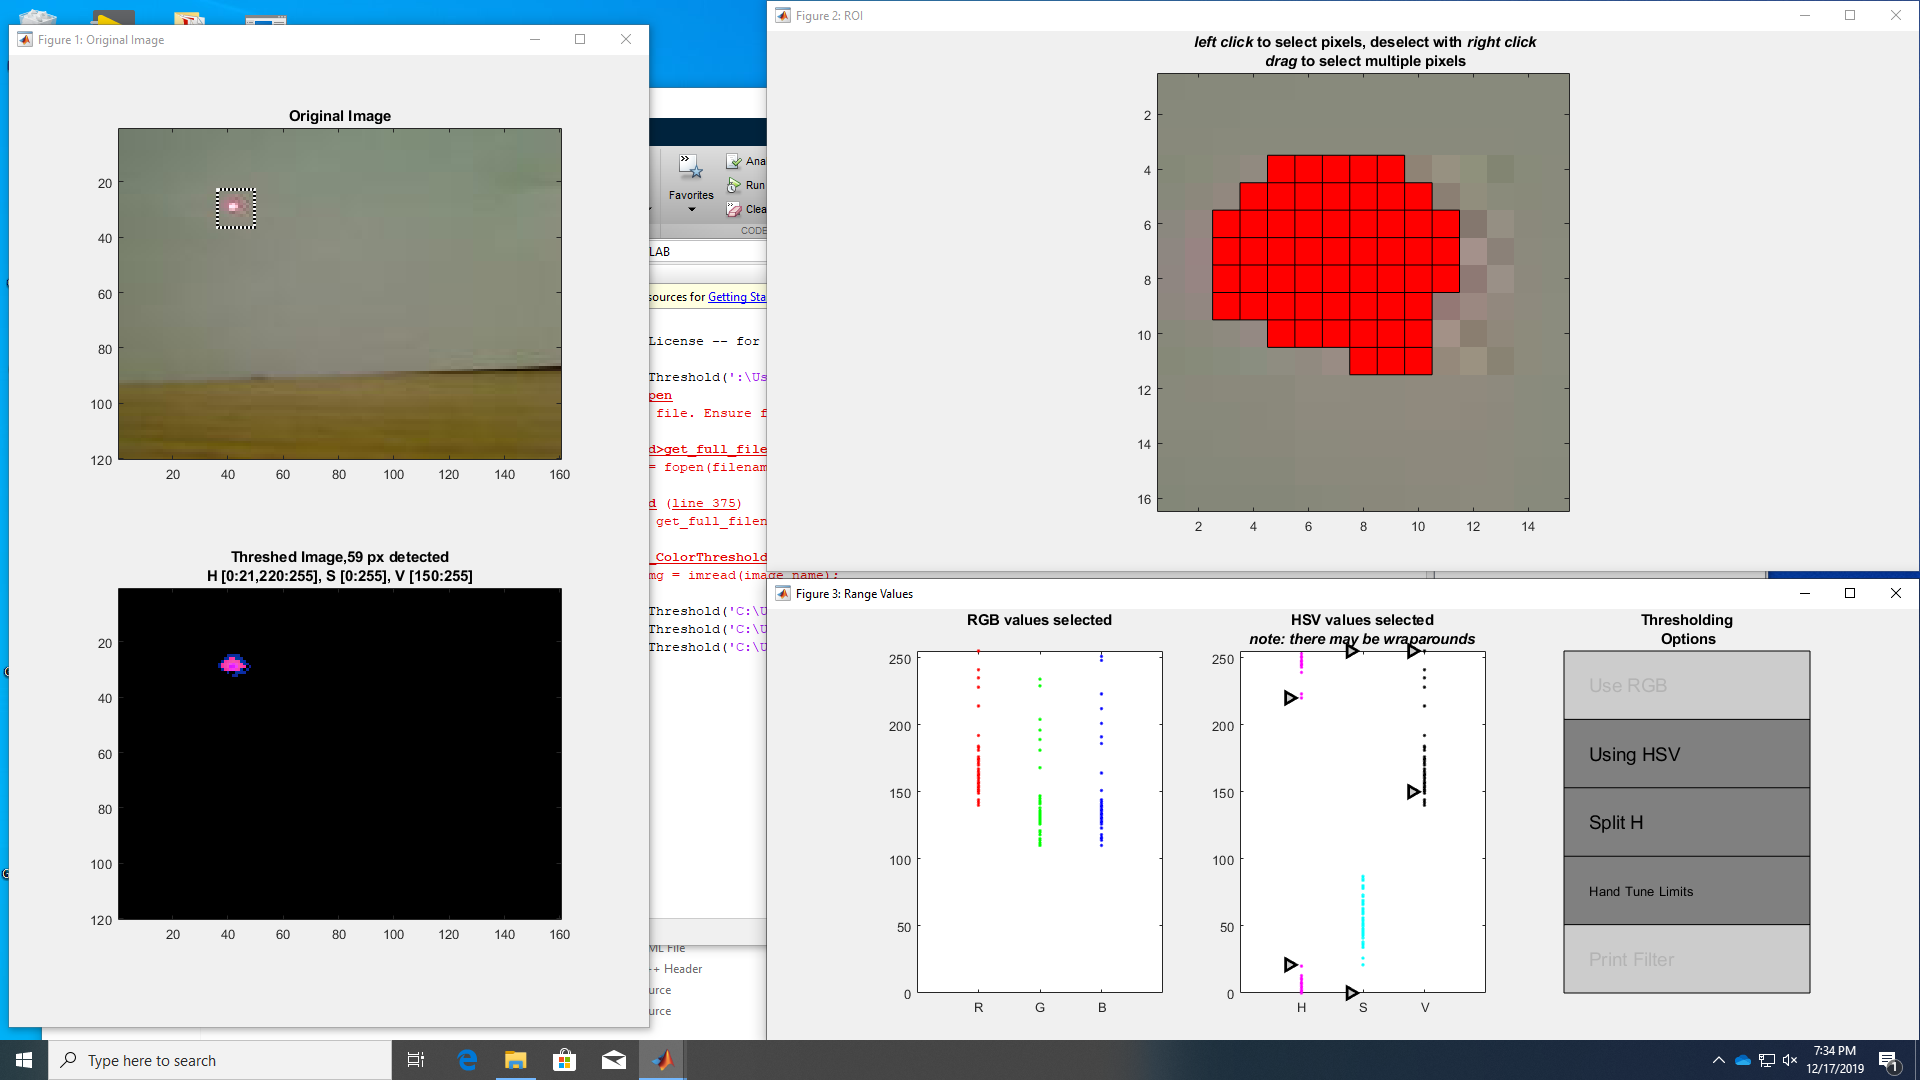 Figure 1: Original Image
Original Image
20
40
60
80
100
120
20 40 60 80 100 120 140 160
Threshed Image,59 px detected
H [0:21,220:255], S [0:255], V [150:255]
20
40
60
80
100
120
20 40 60 80 100 120 140 160
Favorites
Ana
Run
Clea
CODE
LAB
sources for Getting Sta
License -- for
Threshold(':\Us
pen
file. Ensure f
d>get_full_file
= fopen(filenam
d (line 375)
get_full_filen
_ColorThreshold
mg = imread(image_name);
Threshold('C:\U
Threshold('C:\U
Threshold('C:\U
ML File
++ Header
urce
urce
Figure 2: ROI
left click to select pixels, deselect with right click
drag to select multiple pixels
2
4
6
8
10
12
14
16
2 4 6 8 10 12 14
Figure 3: Range Values
RGB values selected
250
200
150
100
50
0
R G B
HSV values selected
note: there may be wraparounds
250
200
150
100
50
0
H S V
Thresholding
Options
Use RGB
Using HSV
Split H
Hand Tune Limits
Print Filter
Type here to search
7:34 PM
12/17/2019
1